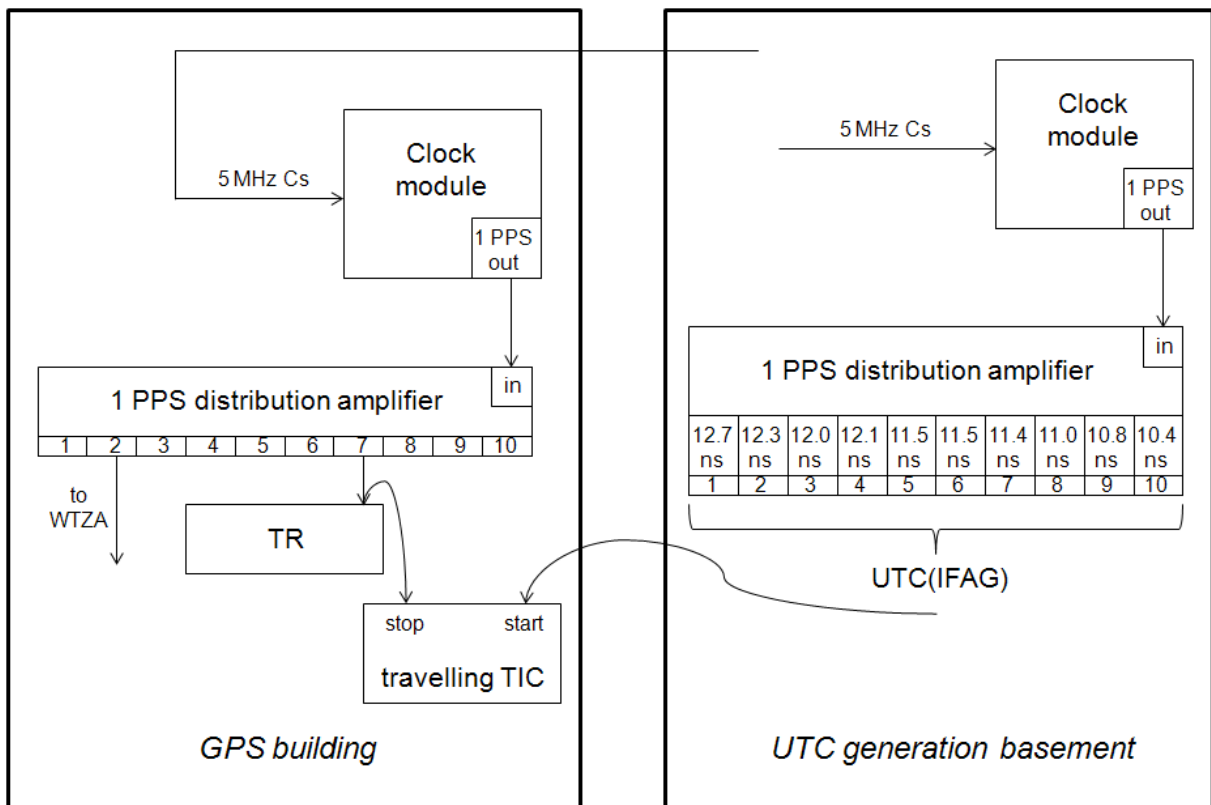 5 MHz Cs
Clock
module
1 PPS
out
in
1 PPS distribution amplifier
1 2 3 4 5 6 7 8 9 10
to
WTZA
TR
stop start
travelling TIC
GPS building
5 MHz Cs
Clock
module
1 PPS
out
in
1 PPS distribution amplifier
12.7 12.3 12.0 12.1 11.5 11.5 11.4 11.0 10.8 10.4
ns ns ns ns ns ns ns ns ns ns
1 2 3 4 5 6 7 8 9 10
UTC(IFAG)
UTC generation basement